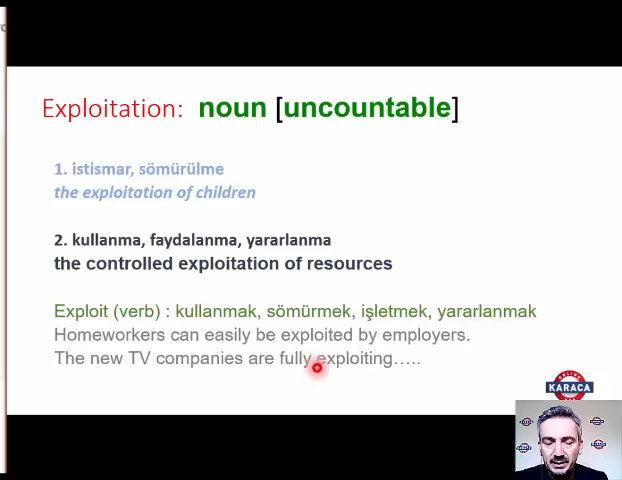 Exploitation: noun [uncountable]
1. istismar, sömürülme
the exploitation of children
2. kullanma, faydalanma, yararlanma
the controlled exploitation of resources
Exploit (verb) : kullanmak, sömürmek, işletmek, yararlanmak
Homeworkers can easily be exploited by employers.
The new TV companies are fully exploiting.....
KARACA